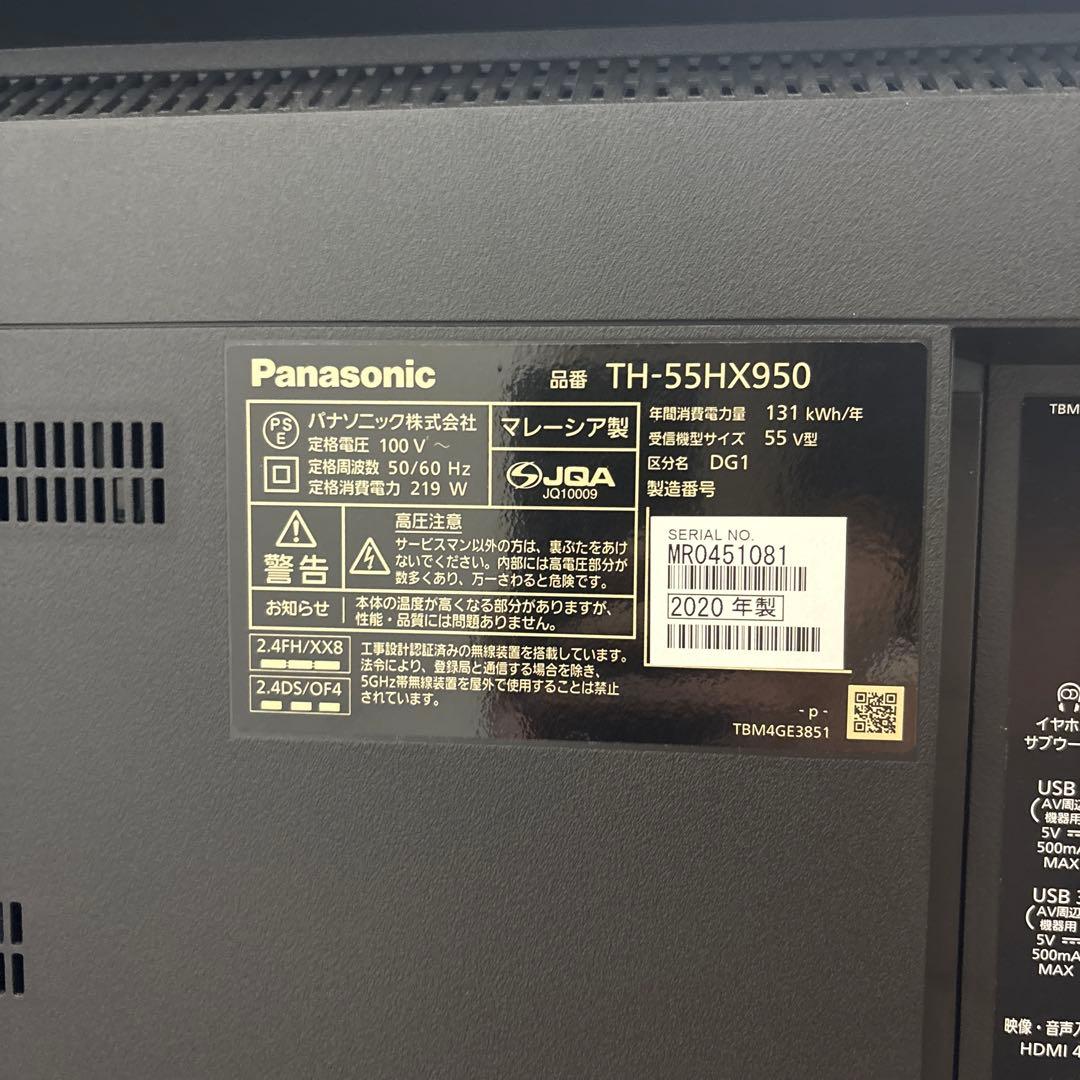 Panasonic
品番 TH-55HX950
PS
E
パナソニック株式会社
定格電圧 100 V ～
定格周波数 50/60 Hz
定格消費電力 219 W
マレーシア製
JQA
JQ10009
年間消費電力量 131 kWh/年
受信機型サイズ 55 V型
区分名 DG1
製造番号
SERIAL NO.
MR0451081
2020 年製
警告
高圧注意
サービスマン以外の方は、裏ぶたをあけ
ないでください。内部には高電圧部分が
数多くあり、万一さわると危険です。
お知らせ
本体の温度が高くなる部分がありますが、
性能・品質には問題ありません。
2.4FH/XX8
2.4DS/OF4
工事設計認証済みの無線装置を搭載しています。
法令により、登録局と通信する場合を除き、
5GHz帯無線装置を屋外で使用することは禁止
されています。
- p -
TBM4GE3851
TBM
イヤホ
サブウー
USB
AV周辺
機器用
5V
500mA
MAX
USB 3
AV周辺
機器用
5V
500mA
MAX
映像・音声入
HDMI 4